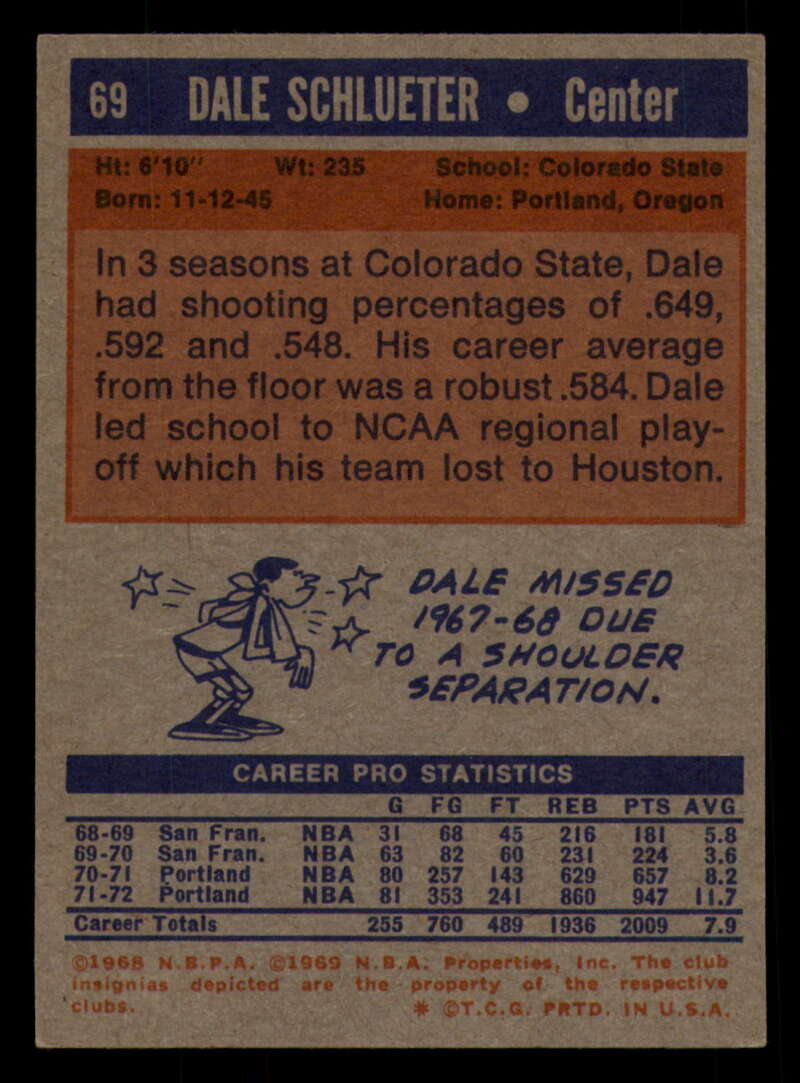 69 DALE SCHLUETER • Center
Ht: 6'10" Wt: 235 School: Colorado State
Born: 11-12-45 Home: Portland, Oregon
In 3 seasons at Colorado State, Dale
had shooting percentages of .649,
.592 and .548. His career average
from the floor was a robust .584. Dale
led school to NCAA regional play-
off which his team lost to Houston.
DALE MISSED
1967-68 DUE
TO A SHOULDER
SEPARATION.
CAREER PRO STATISTICS
G FG FT REB PTS AVG
68-69 San Fran. NBA 31 68 45 216 181 5.8
69-70 San Fran. NBA 63 82 60 231 224 3.6
70-71 Portland NBA 80 257 143 629 657 8.2
71-72 Portland NBA 81 353 241 860 947 11.7
Career Totals 255 760 489 1936 2009 7.9
©1968 N.B.P.A. ©1969 N.B.A. Properties, Inc. The club
insignias depicted are the property of the respective
clubs. * ©T.C.G. PRTD. IN U.S.A.